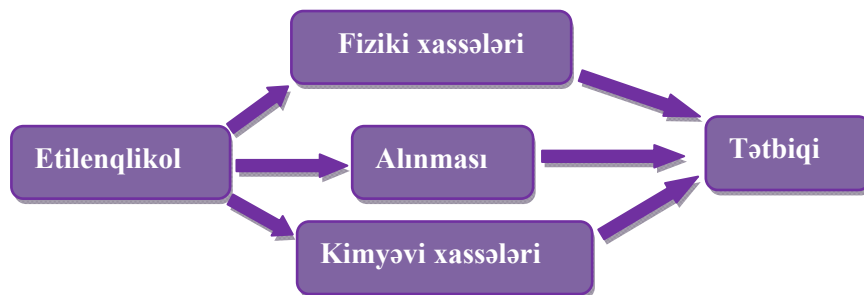 Fiziki xassələri
Etilenqlikol
Alınması
Tətbiqi
Kimyəvi xassələri